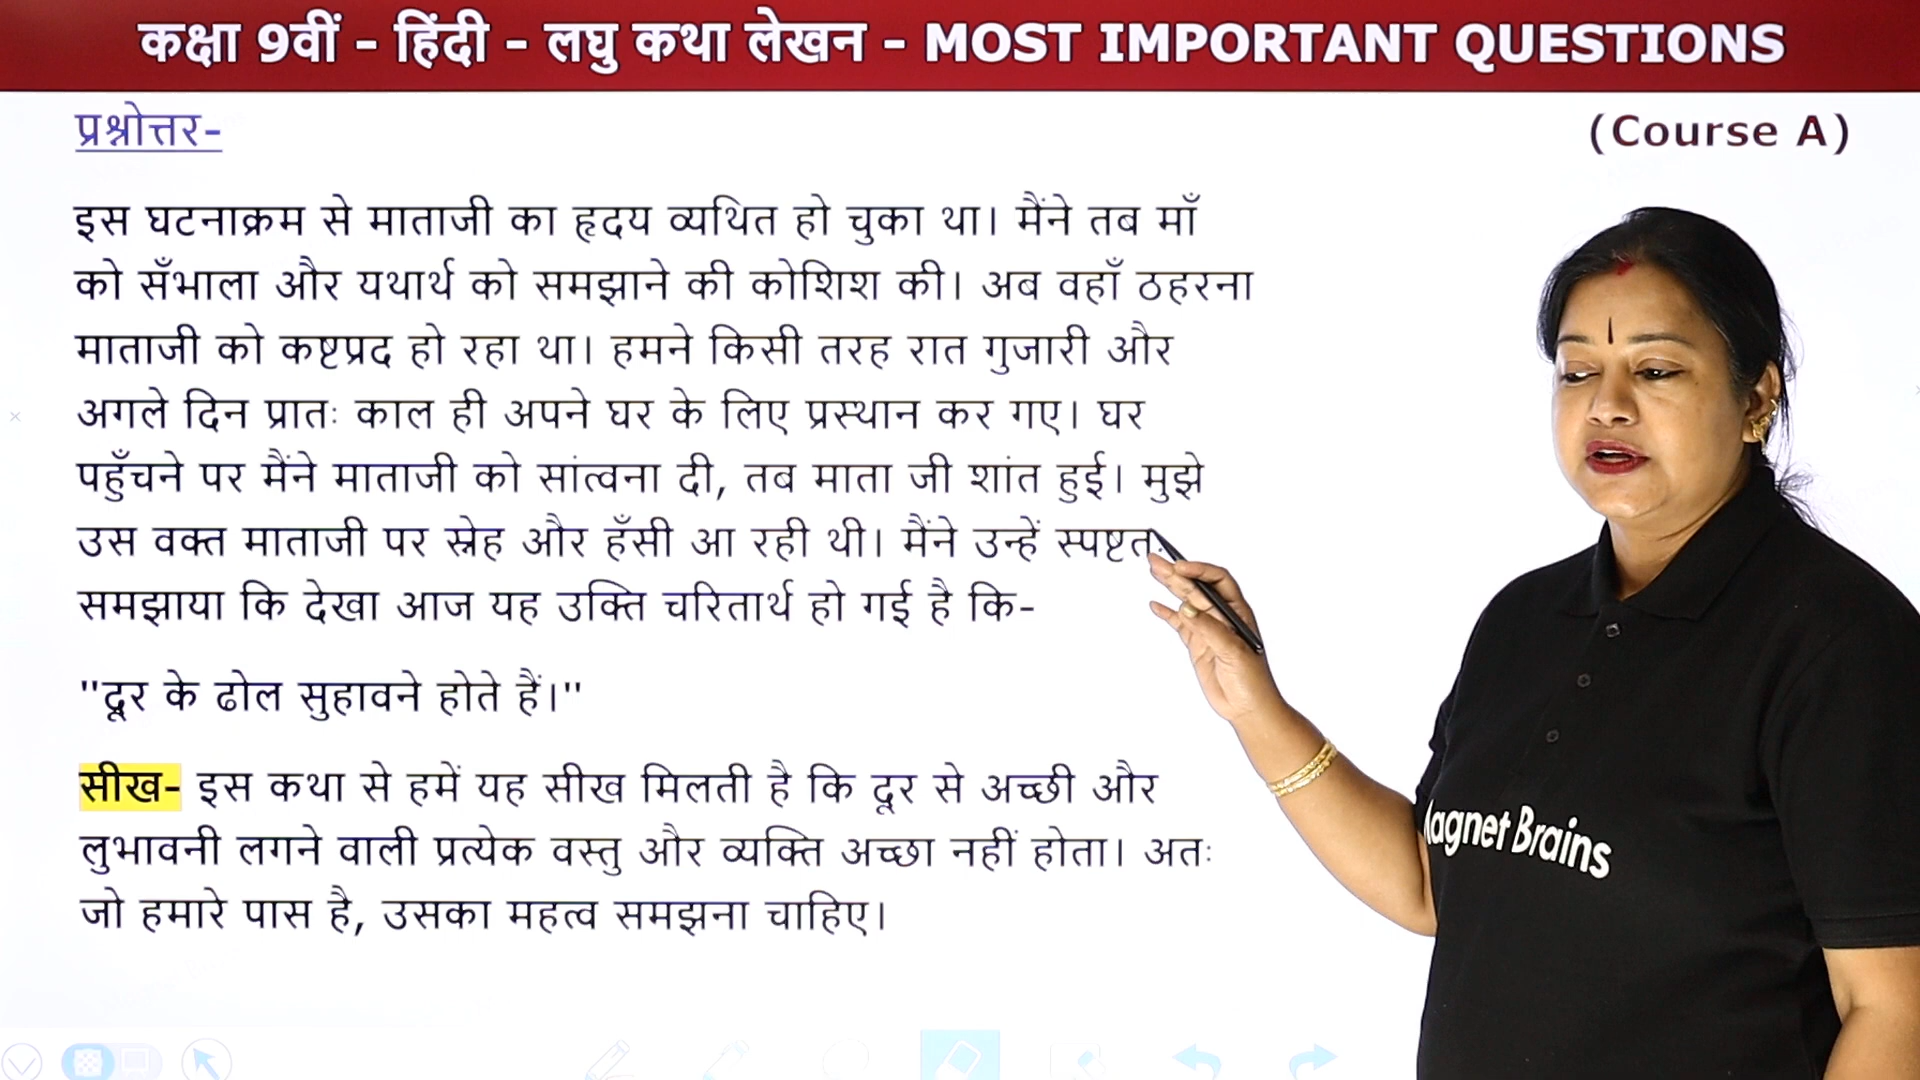 कक्षा 9वीं - हिंदी - लघु कथा लेखन - MOST IMPORTANT QUESTIONS
प्रश्नोत्तर-
(Course A)
इस घटनाक्रम से माताजी का हृदय व्यथित हो चुका था। मैंने तब माँ
को सँभाला और यथार्थ को समझाने की कोशिश की। अब वहाँ ठहरना
माताजी को कष्टप्रद हो रहा था। हमने किसी तरह रात गुजारी और
अगले दिन प्रातः काल ही अपने घर के लिए प्रस्थान कर गए। घर
पहुँचने पर मैंने माताजी को सांत्वना दी, तब माता जी शांत हुई। मुझे
उस वक्त माताजी पर स्नेह और हँसी आ रही थी। मैंने उन्हें स्पष्टतः
समझाया कि देखा आज यह उक्ति चरितार्थ हो गई है कि-
"दूर के ढोल सुहावने होते हैं।"
सीख- इस कथा से हमें यह सीख मिलती है कि दूर से अच्छी और
लुभावनी लगने वाली प्रत्येक वस्तु और व्यक्ति अच्छा नहीं होता। अतः
जो हमारे पास है, उसका महत्व समझना चाहिए।
Magnet Brains